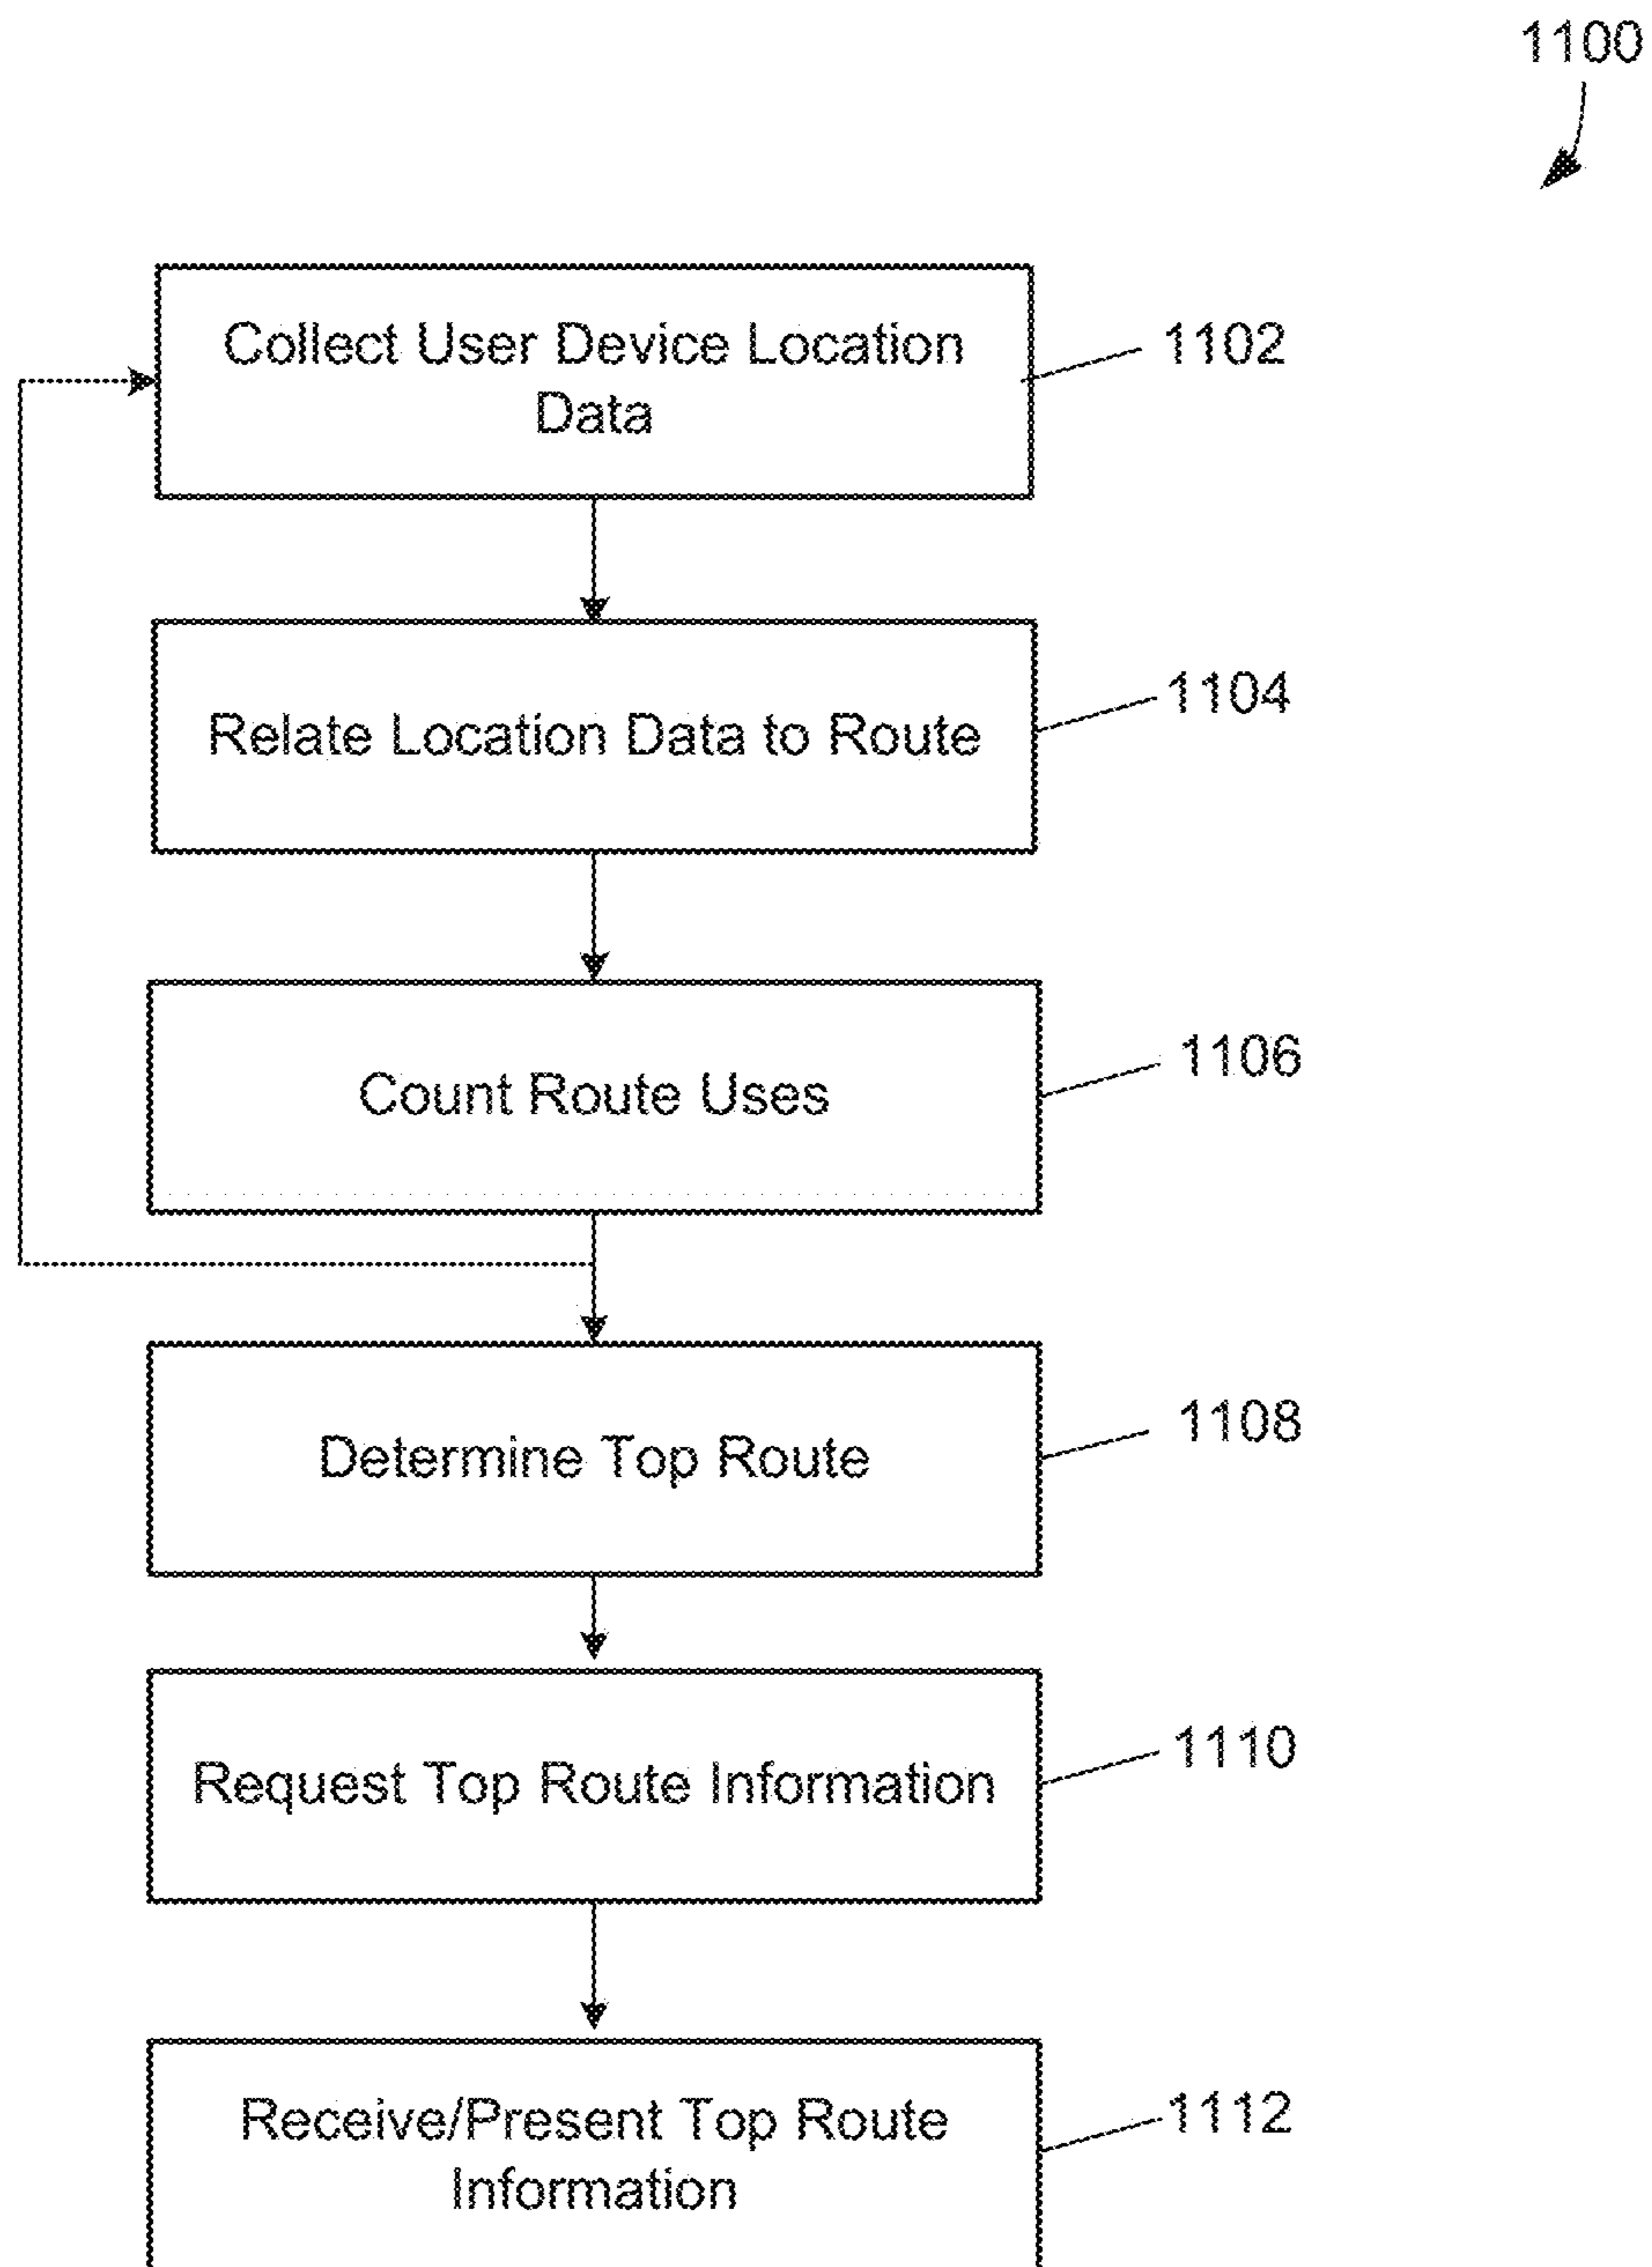 1100
Collect User Device Location
Data
1102
Relate Location Data to Route
1104
Count Route Uses
1106
Determine Top Route
1108
Request Top Route Information
1110
Receive/Present Top Route
Information
1112